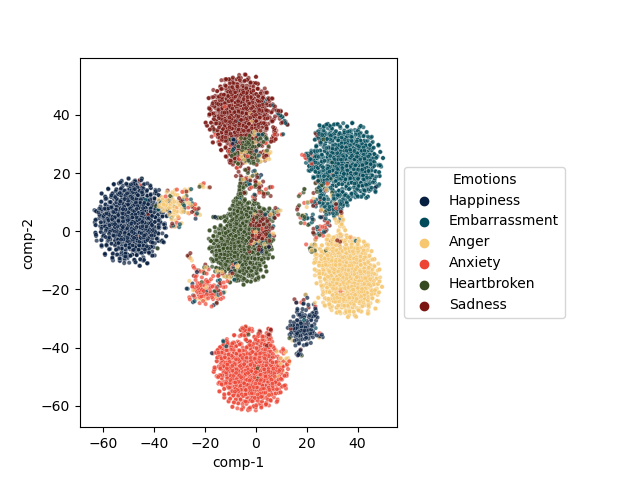 40
20
0
−20
−40
−60
comp-2
−60
−40
−20
0
20
40
comp-1
Emotions
Happiness
Embarrassment
Anger
Anxiety
Heartbroken
Sadness